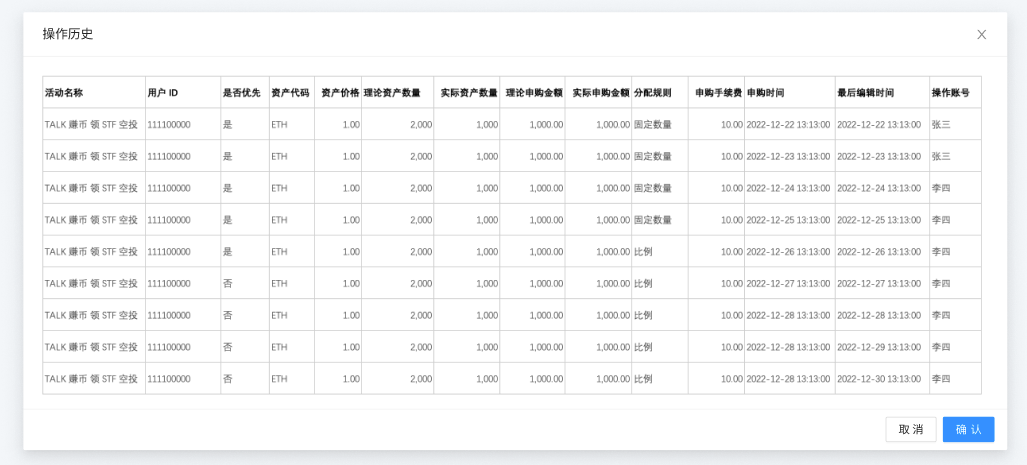 操作历史
活动名称 用户 ID 是否优先 资产代码 资产价格 理论资产数量 实际资产数量 理论申购金额 实际申购金额 分配规则 申购手续费 申购时间 最后编辑时间 操作账号
TALK 赚币 领 STF 空投 111100000 是 ETH 1.00 2,000 1,000 1,000.00 1,000.00 固定数量 10.00 2022-12-22 13:13:00 2022-12-22 13:13:00 张三
TALK 赚币 领 STF 空投 111100000 是 ETH 1.00 2,000 1,000 1,000.00 1,000.00 固定数量 10.00 2022-12-23 13:13:00 2022-12-23 13:13:00 张三
TALK 赚币 领 STF 空投 111100000 是 ETH 1.00 2,000 1,000 1,000.00 1,000.00 固定数量 10.00 2022-12-24 13:13:00 2022-12-24 13:13:00 李四
TALK 赚币 领 STF 空投 111100000 是 ETH 1.00 2,000 1,000 1,000.00 1,000.00 固定数量 10.00 2022-12-25 13:13:00 2022-12-25 13:13:00 李四
TALK 赚币 领 STF 空投 111100000 是 ETH 1.00 2,000 1,000 1,000.00 1,000.00 比例 10.00 2022-12-26 13:13:00 2022-12-26 13:13:00 李四
TALK 赚币 领 STF 空投 111100000 否 ETH 1.00 2,000 1,000 1,000.00 1,000.00 比例 10.00 2022-12-27 13:13:00 2022-12-27 13:13:00 李四
TALK 赚币 领 STF 空投 111100000 否 ETH 1.00 2,000 1,000 1,000.00 1,000.00 比例 10.00 2022-12-28 13:13:00 2022-12-28 13:13:00 李四
TALK 赚币 领 STF 空投 111100000 否 ETH 1.00 2,000 1,000 1,000.00 1,000.00 比例 10.00 2022-12-28 13:13:00 2022-12-29 13:13:00 李四
TALK 赚币 领 STF 空投 111100000 否 ETH 1.00 2,000 1,000 1,000.00 1,000.00 比例 10.00 2022-12-28 13:13:00 2022-12-30 13:13:00 李四
取 消 确 认